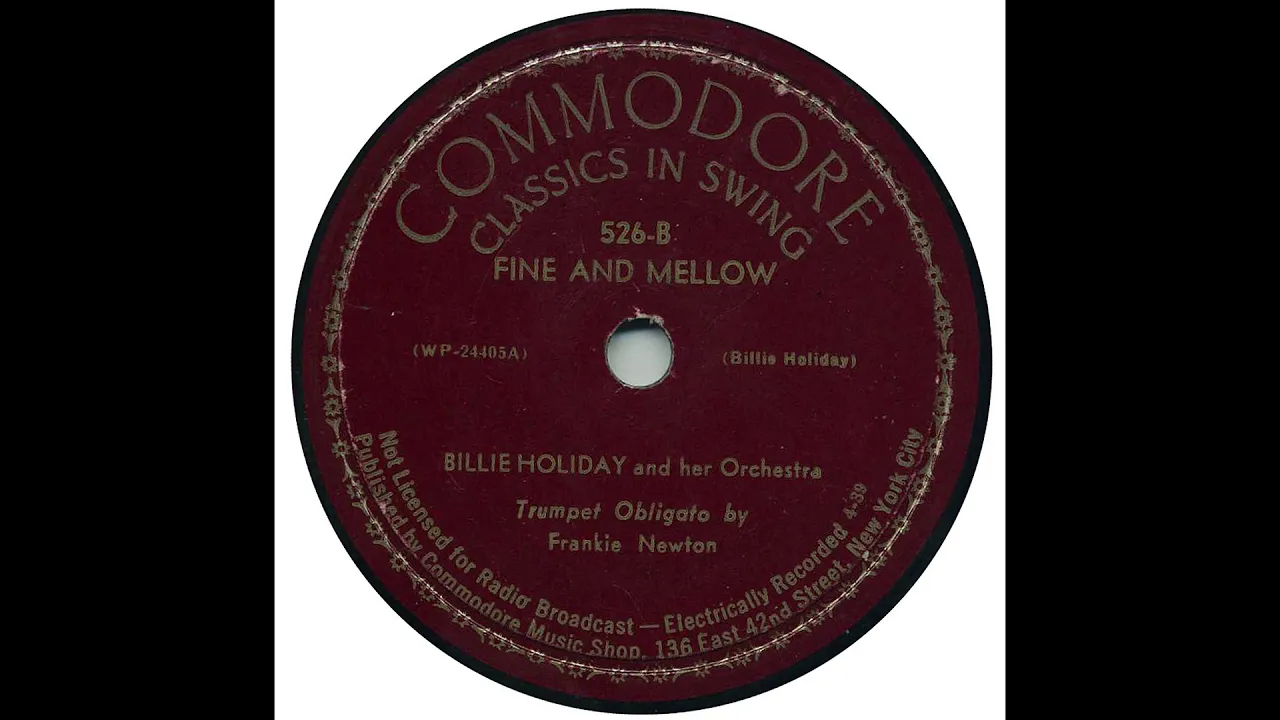 COMMODORE
CLASSICS IN SWING
526-B
FINE AND MELLOW
(WP-24405A)
(Billie Holiday)
BILLIE HOLIDAY and her Orchestra
Trumpet Obligato by
Frankie Newton
Not Licensed for Radio Broadcast — Electrically Recorded 4-39
Published by Commodore Music Shop, 136 East 42nd Street, New York City